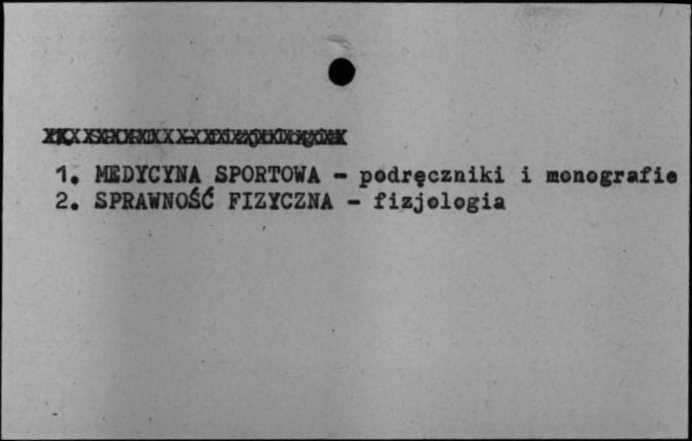 1. MEDYCYNA SPORTOWA - podręczniki i monografie
2. SPRAWNOŚĆ FIZYCZNA - fizjologia